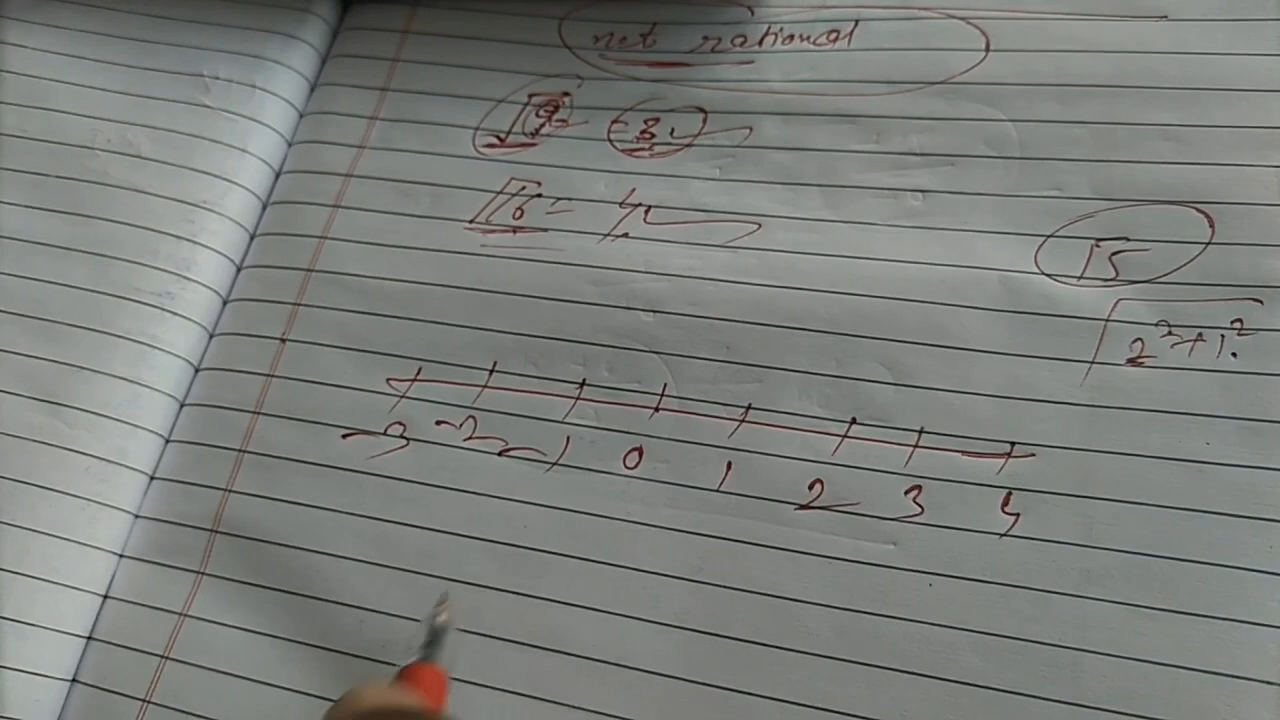 not rational
√9 = 3
√16 = 4
√5
√2²+1²
-3 -2 -1 0 1 2 3 4